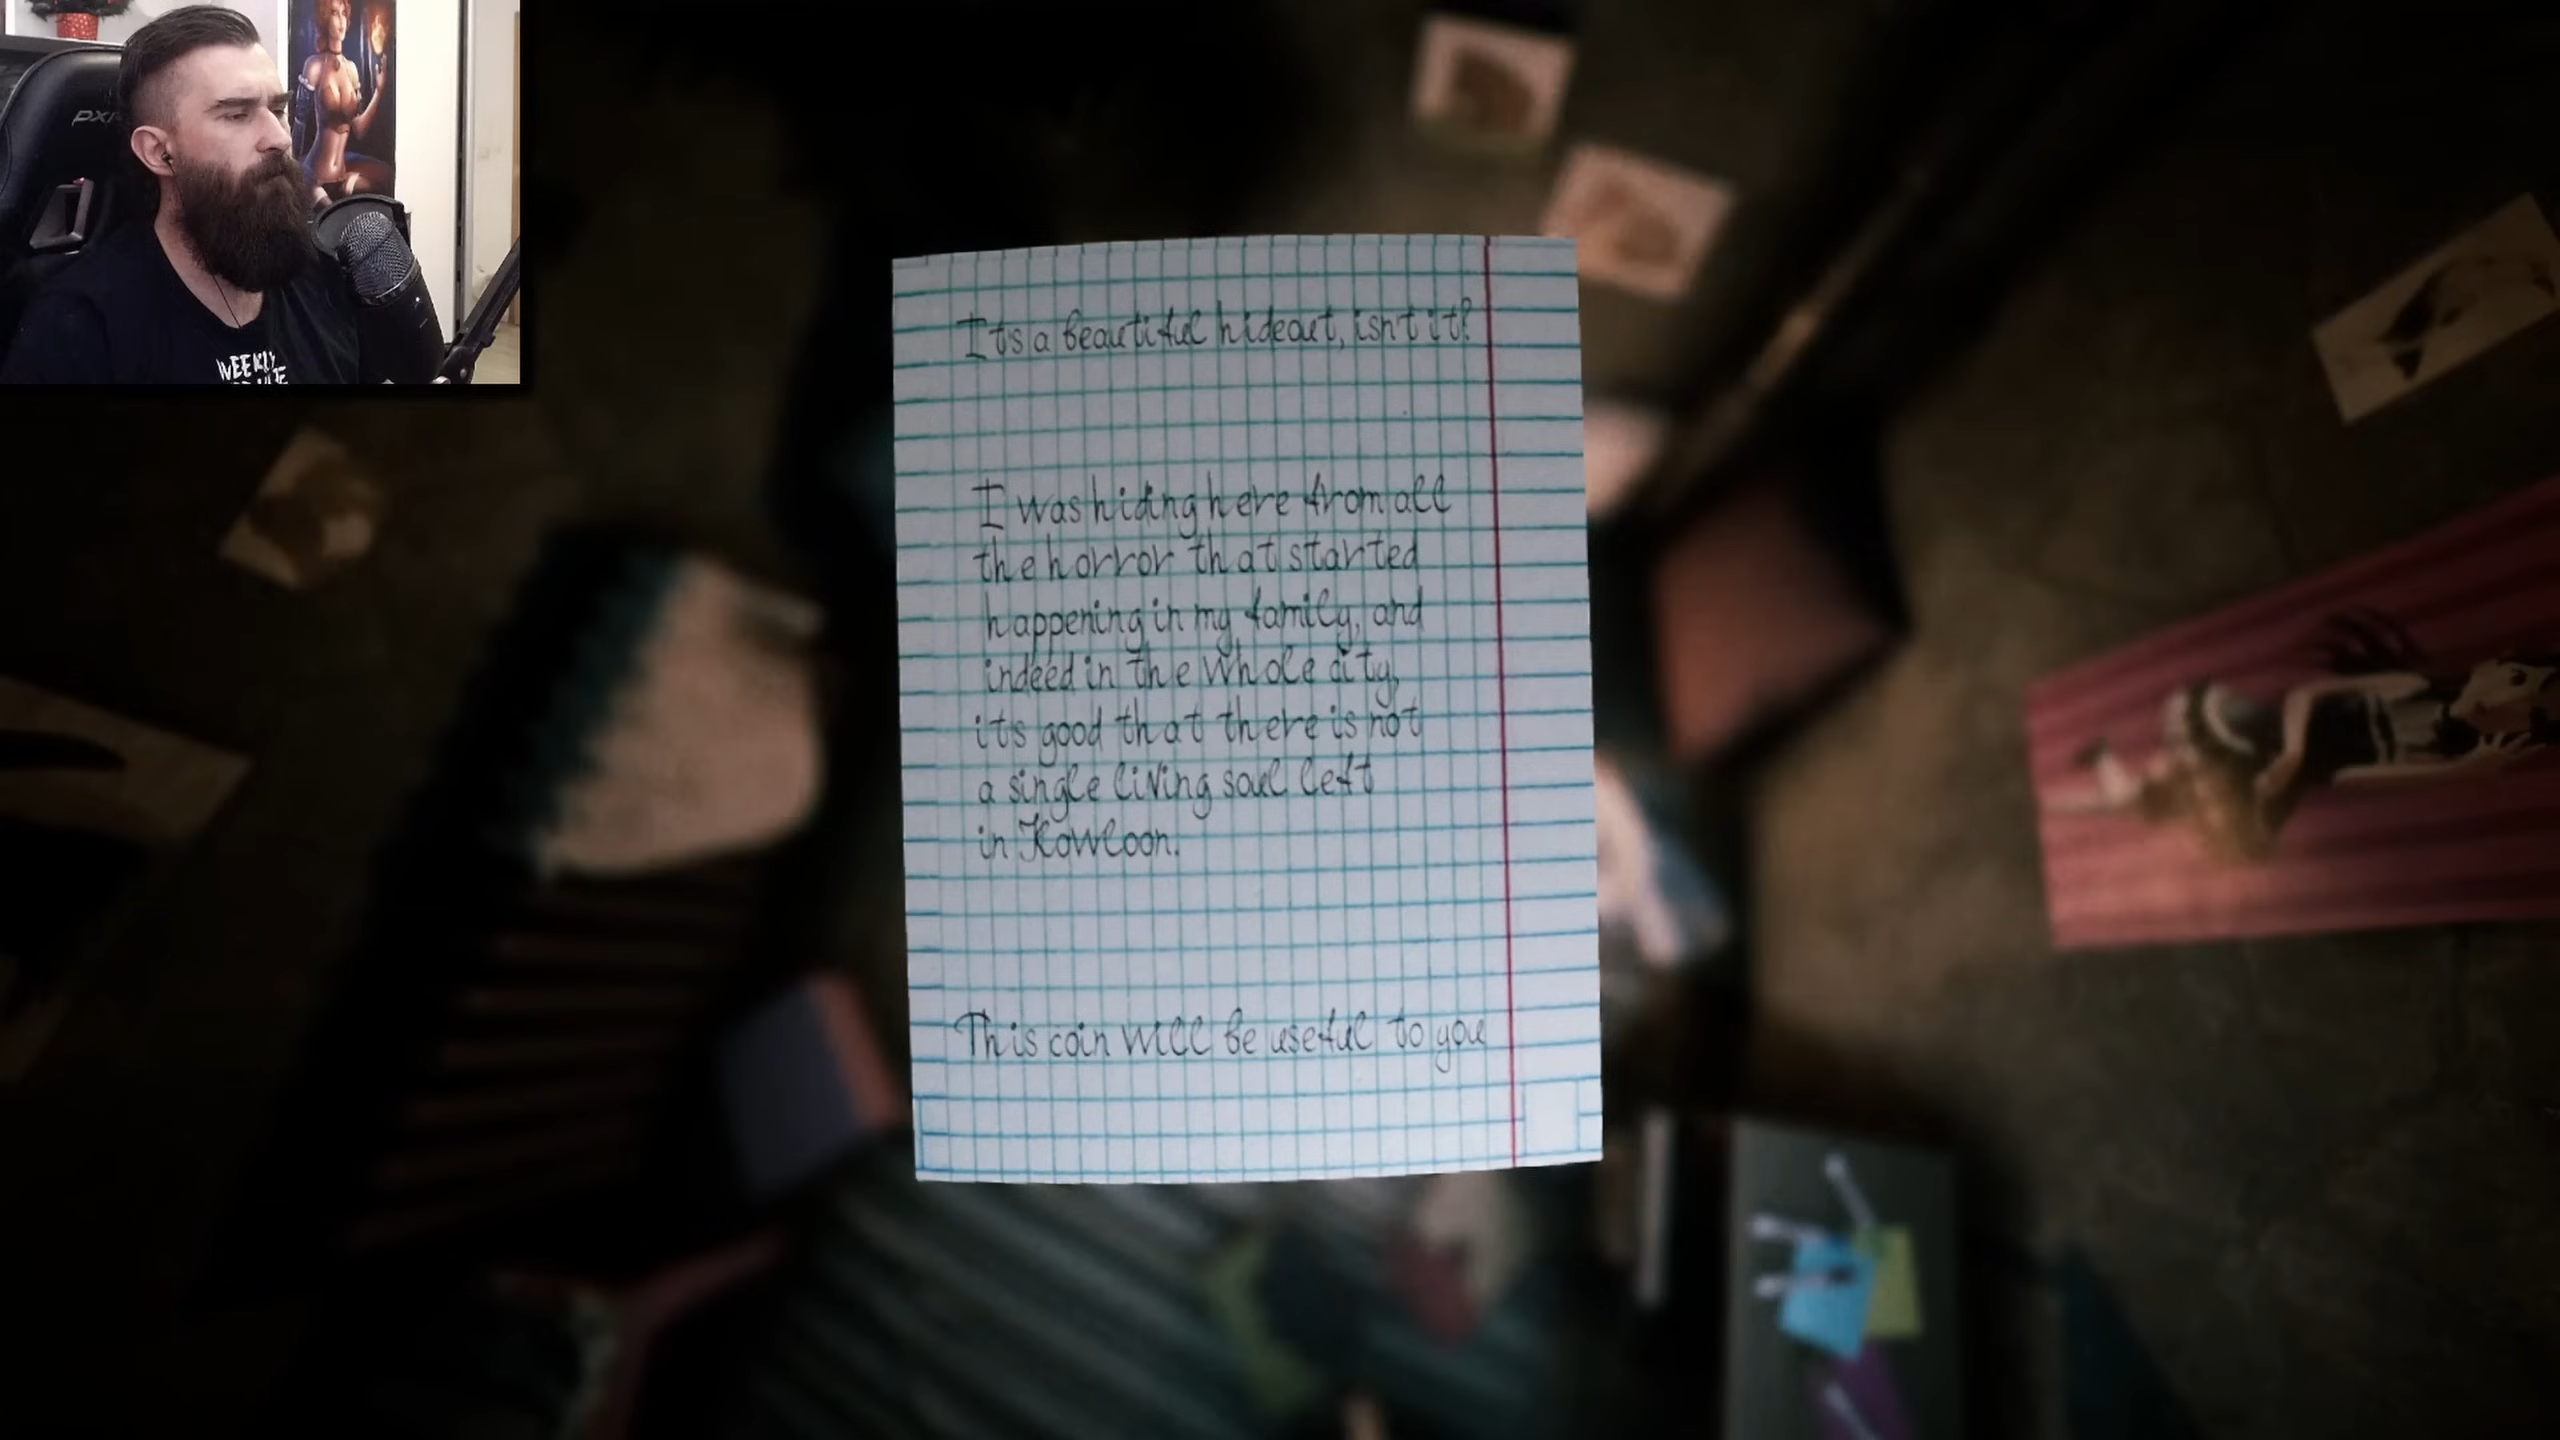 PXF
WEEKLY
It's a beautiful hideout, isn't it?
I was hiding here from all
the horror that started
happening in my family, and
indeed in the whole city,
it's good that there is not
a single living soul left
in Kowloon.
This coin will be useful to you